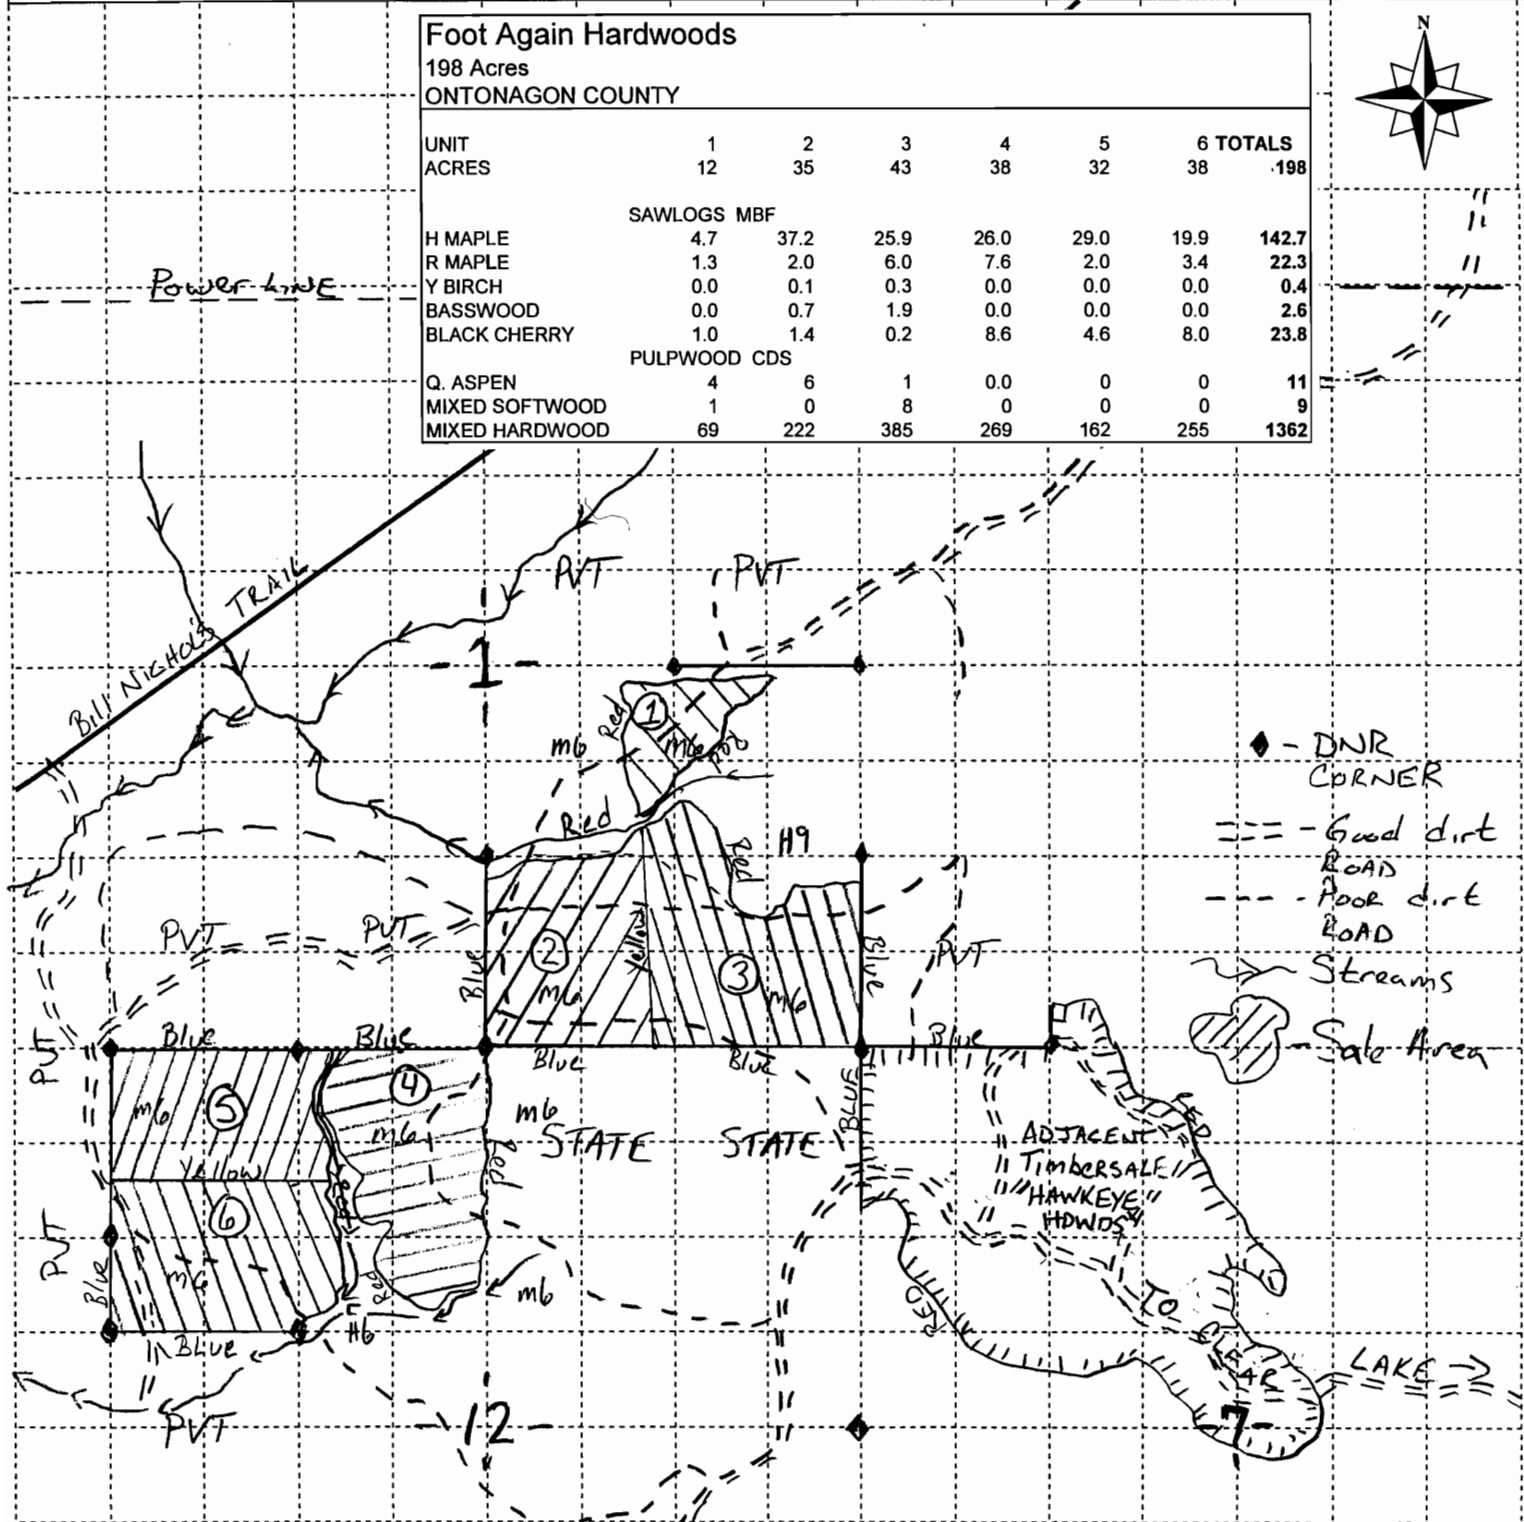 Foot Again Hardwoods
198 Acres
ONTONAGON COUNTY
N
UNIT 1 2 3 4 5 6 TOTALS
ACRES 12 35 43 38 32 38 198
SAWLOGS MBF
H MAPLE 4.7 37.2 25.9 26.0 29.0 19.9 142.7
R MAPLE 1.3 2.0 6.0 7.6 2.0 3.4 22.3
Y BIRCH 0.0 0.1 0.3 0.0 0.0 0.0 0.4
BASSWOOD 0.0 0.7 1.9 0.0 0.0 0.0 2.6
BLACK CHERRY 1.0 1.4 0.2 8.6 4.6 8.0 23.8
PULPWOOD CDS
Q. ASPEN 4 6 1 0.0 0 0 11
MIXED SOFTWOOD 1 0 8 0 0 0 9
MIXED HARDWOOD 69 222 385 269 162 255 1362
Power LINE
Bill NICHOLS TRAIL
PVT
PVT
-1-
1
Red
m6
m6
Red
Red
H9
Red
- DNR
CORNER
=== - Good dirt
ROAD
--- - POOR dirt
ROAD
- Streams
- Sale Area
PVT
PVT
Blue
2
m6
Yellow
3
m6
Blue
PVT
PVT
Blue
Blue
Blue
Blue
Blue
BLUE
5
m6
4
m6
Red
m6
STATE
STATE
RED
ADJACENT
TimberSALE
"HAWKEYE
HDWDS"
Yellow
6
m6
Red
Red
PVT
Blue
Blue
H6
m6
RED
TO
CLEAR
LAKE
PVT
-12-
7-